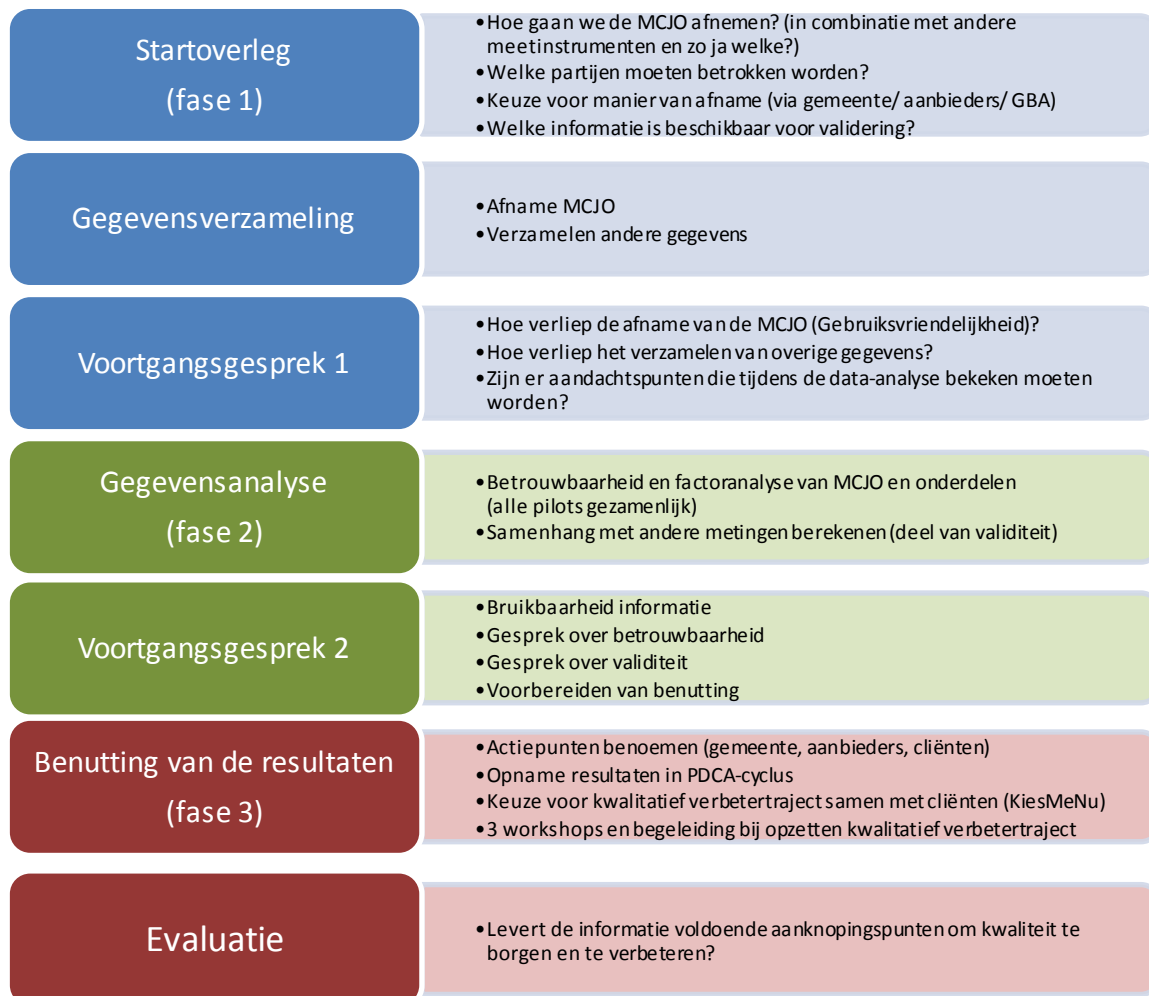 Startoverleg
(fase 1)
•Hoe gaan we de MCJO afnemen? (in combinatie met andere
meetinstrumenten en zo ja welke?)
•Welke partijen moeten betrokken worden?
•Keuze voor manier van afname (via gemeente/ aanbieders/ GBA)
•Welke informatie is beschikbaar voor validering?
Gegevensverzameling
•Afname MCJO
•Verzamelen andere gegevens
Voortgangsgesprek 1
•Hoe verliep de afname van de MCJO (Gebruiksvriendelijkheid)?
•Hoe verliep het verzamelen van overige gegevens?
•Zijn er aandachtspunten die tijdens de data-analyse bekeken moeten
worden?
Gegevensanalyse
(fase 2)
•Betrouwbaarheid en factoranalyse van MCJO en onderdelen
(alle pilots gezamenlijk)
•Samenhang met andere metingen berekenen (deel van validiteit)
Voortgangsgesprek 2
•Bruikbaarheid informatie
•Gesprek over betrouwbaarheid
•Gesprek over validiteit
•Voorbereiden van benutting
Benutting van de resultaten
(fase 3)
•Actiepunten benoemen (gemeente, aanbieders, cliënten)
•Opname resultaten in PDCA-cyclus
•Keuze voor kwalitatief verbetertraject samen met cliënten (KiesMeNu)
•3 workshops en begeleiding bij opzetten kwalitatief verbetertraject
Evaluatie
•Levert de informatie voldoende aanknopingspunten om kwaliteit te
borgen en te verbeteren?